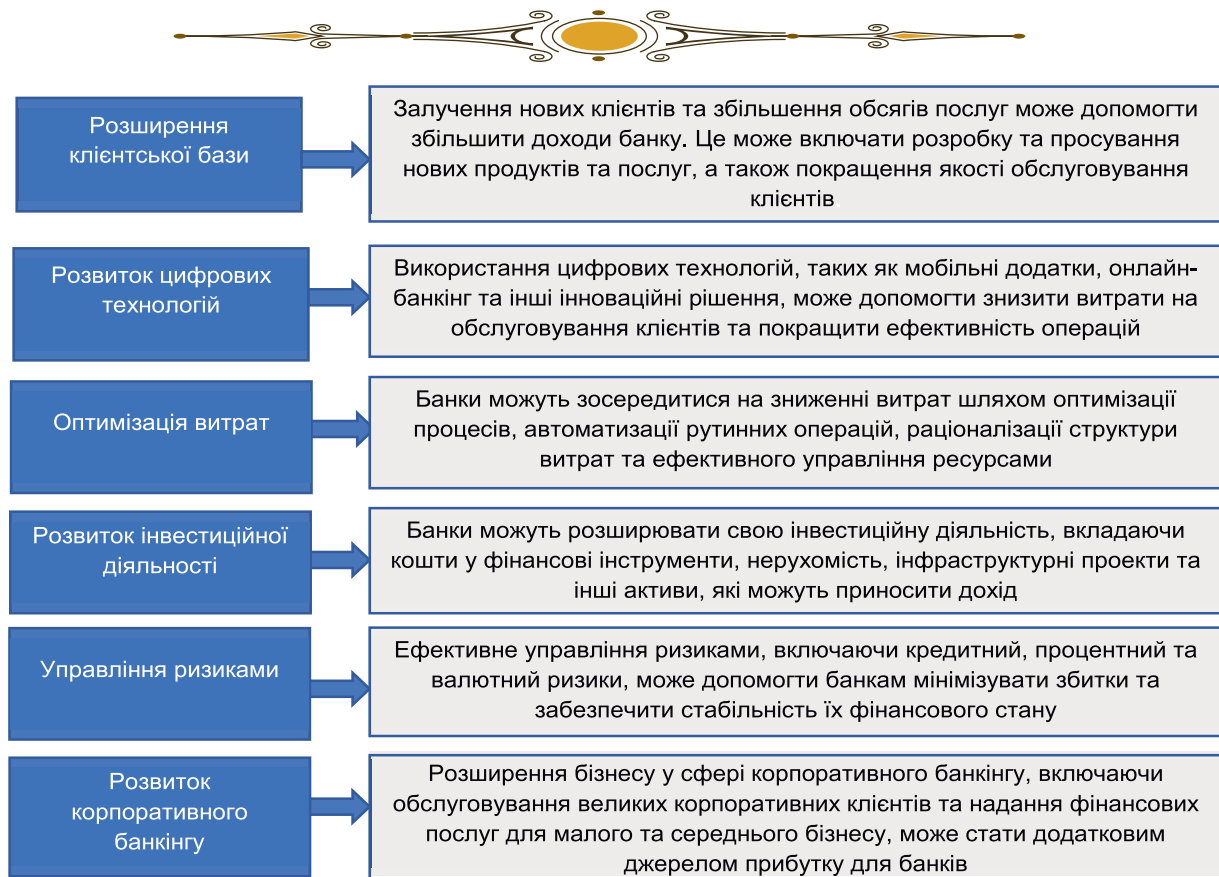 Розширення
клієнтської бази
Залучення нових клієнтів та збільшення обсягів послуг може допомогти
збільшити доходи банку. Це може включати розробку та просування
нових продуктів та послуг, а також покращення якості обслуговування
клієнтів
Розвиток цифрових
технологій
Використання цифрових технологій, таких як мобільні додатки, онлайн-
банкінг та інші інноваційні рішення, може допомогти знизити витрати на
обслуговування клієнтів та покращити ефективність операцій
Оптимізація витрат
Банки можуть зосередитися на зниженні витрат шляхом оптимізації
процесів, автоматизації рутинних операцій, раціоналізації структури
витрат та ефективного управління ресурсами
Розвиток інвестиційної
діяльності
Банки можуть розширювати свою інвестиційну діяльність, вкладаючи
кошти у фінансові інструменти, нерухомість, інфраструктурні проекти та
інші активи, які можуть приносити дохід
Управління ризиками
Ефективне управління ризиками, включаючи кредитний, процентний та
валютний ризики, може допомогти банкам мінімізувати збитки та
забезпечити стабільність їх фінансового стану
Розвиток
корпоративного
банкінгу
Розширення бізнесу у сфері корпоративного банкінгу, включаючи
обслуговування великих корпоративних клієнтів та надання фінансових
послуг для малого та середнього бізнесу, може стати додатковим
джерелом прибутку для банків